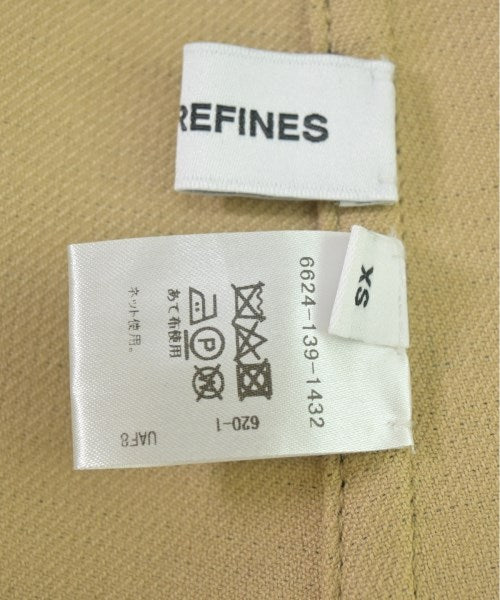 REFINES
XS
6624-139-1432
620-1
あて布使用
ネット使用。
UAF8